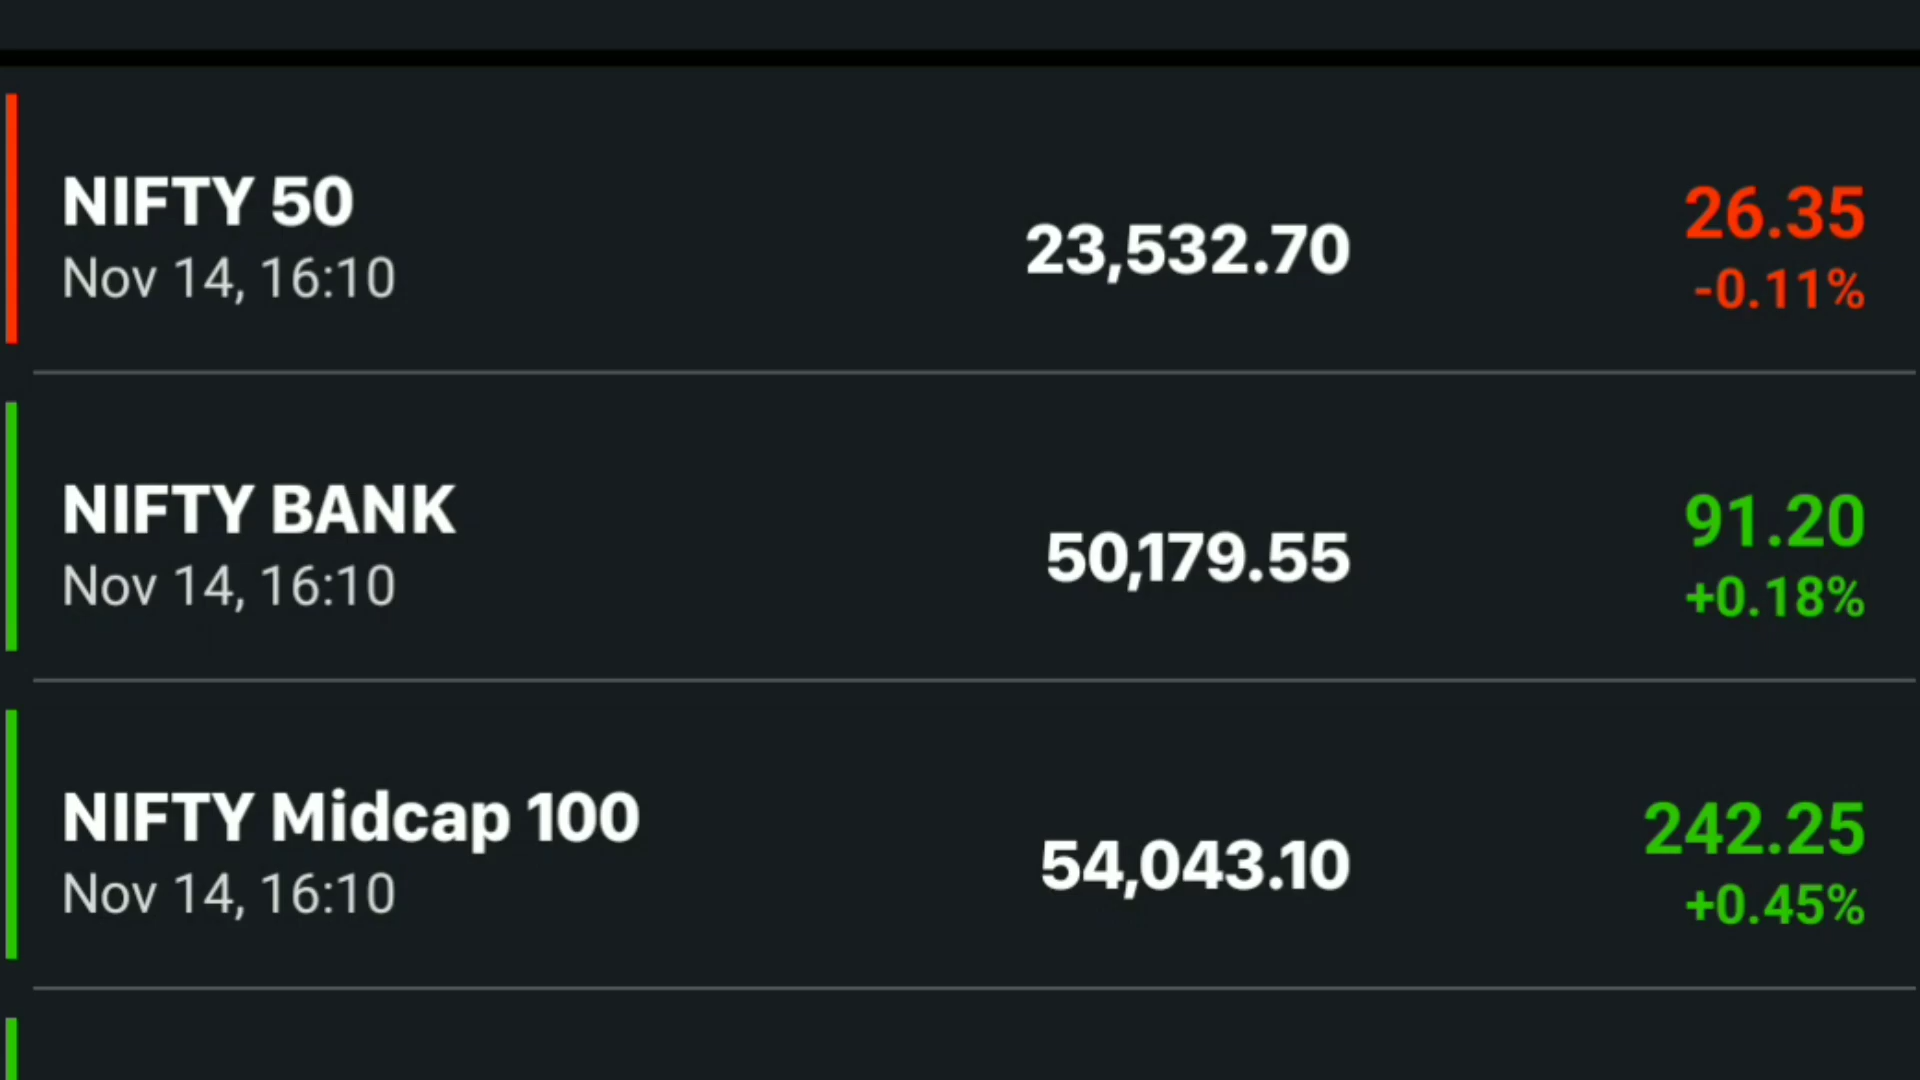 NIFTY 50
Nov 14, 16:10
23,532.70
26.35
-0.11%
NIFTY BANK
Nov 14, 16:10
50,179.55
91.20
+0.18%
NIFTY Midcap 100
Nov 14, 16:10
54,043.10
242.25
+0.45%